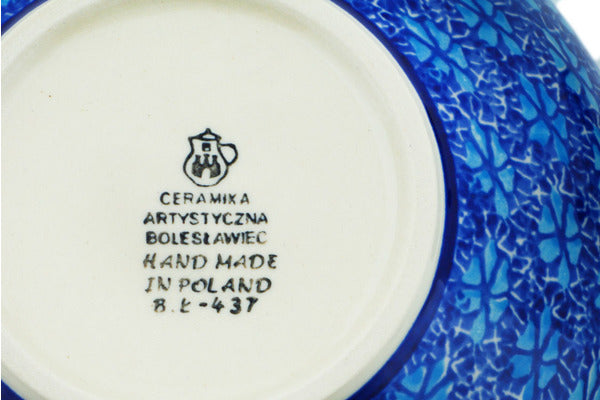 CERAMIKA
ARTYSTYCZNA
BOLESŁAWIEC
HAND MADE
IN POLAND
B.Ł-437